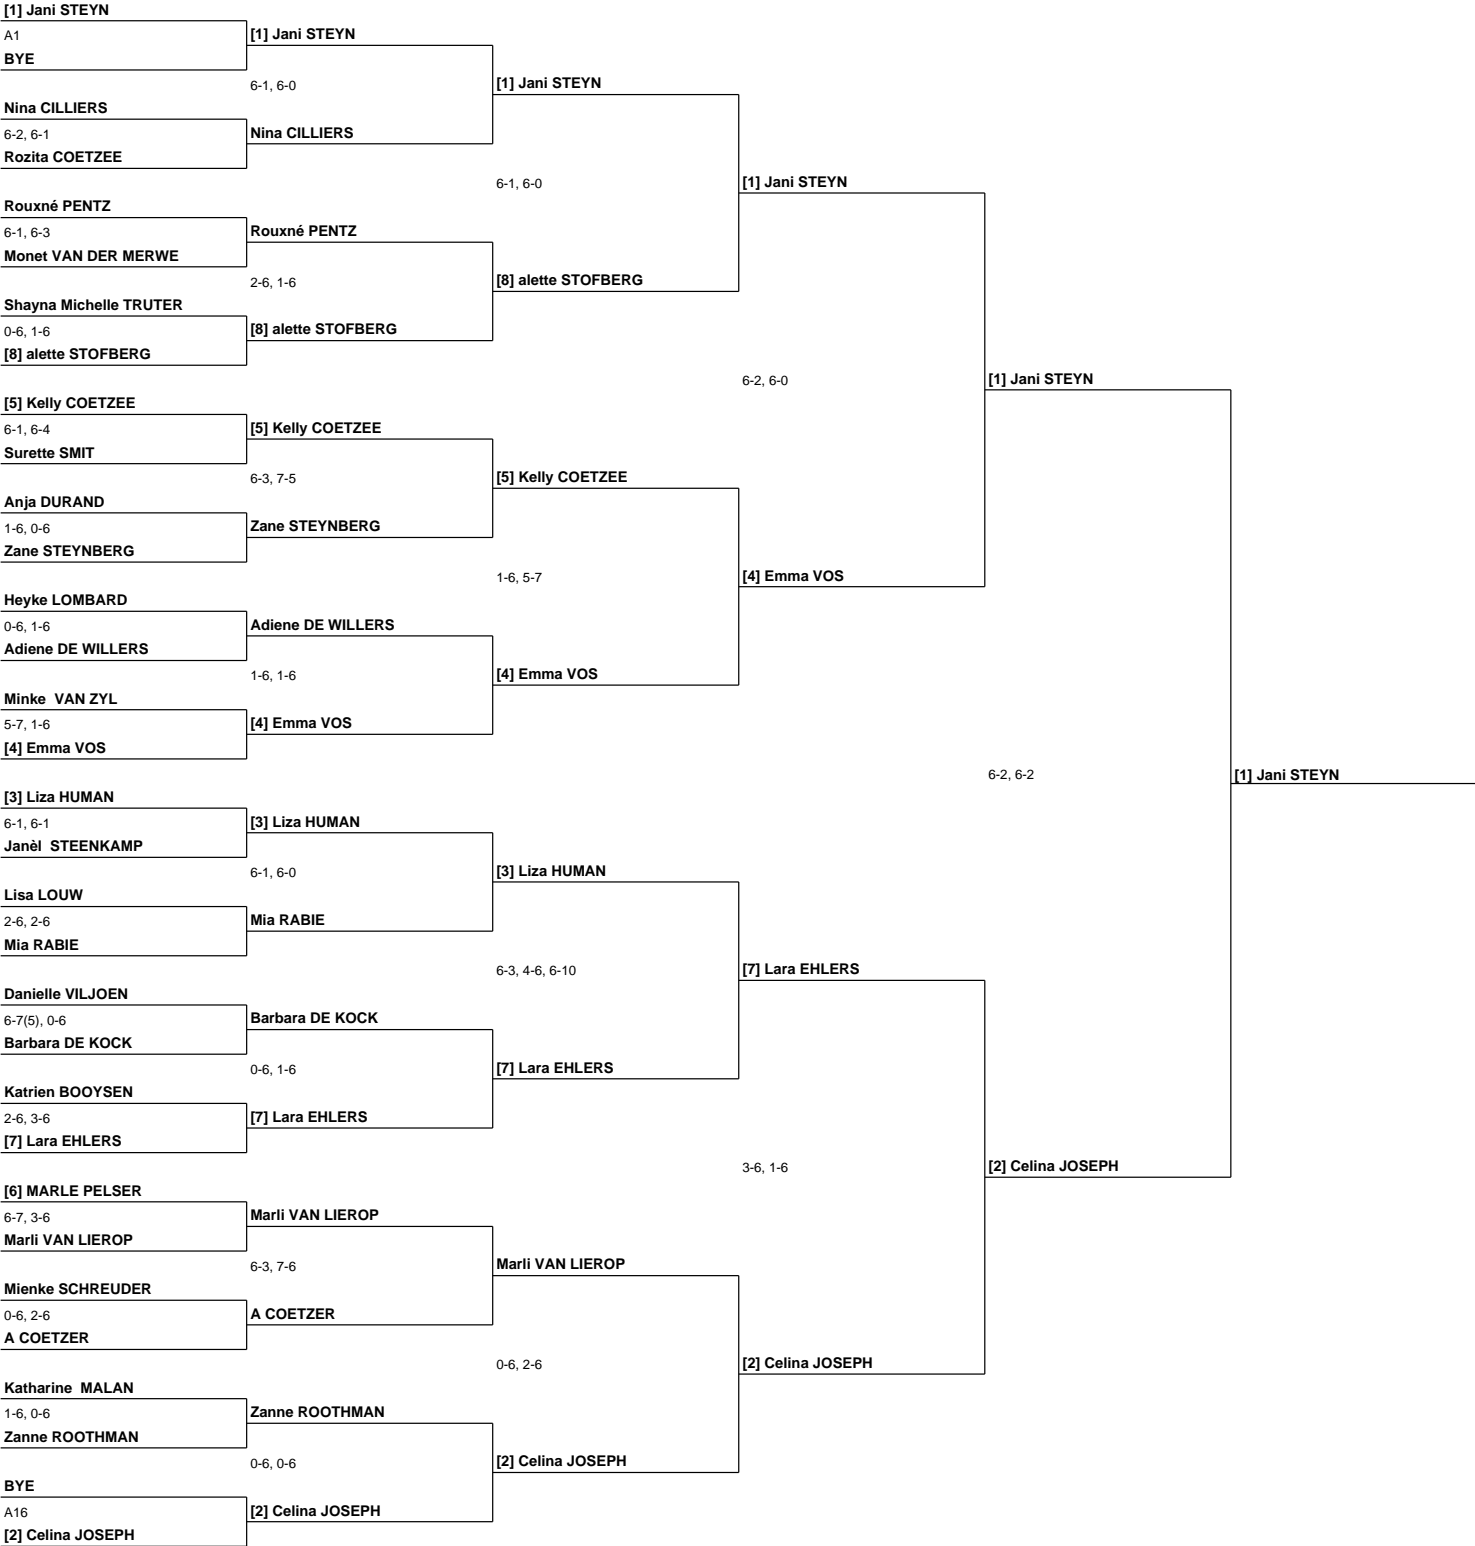 [1] Jani STEYN
A1
BYE
Nina CILLIERS
6-2, 6-1
Rozita COETZEE
Rouxné PENTZ
6-1, 6-3
Monet VAN DER MERWE
Shayna Michelle TRUTER
0-6, 1-6
[8] alette STOFBERG
[5] Kelly COETZEE
6-1, 6-4
Surette SMIT
Anja DURAND
1-6, 0-6
Zane STEYNBERG
Heyke LOMBARD
0-6, 1-6
Adiene DE WILLERS
Minke  VAN ZYL
5-7, 1-6
[4] Emma VOS
[3] Liza HUMAN
6-1, 6-1
Janèl  STEENKAMP
Lisa LOUW
2-6, 2-6
Mia RABIE
Danielle VILJOEN
6-7(5), 0-6
Barbara DE KOCK
Katrien BOOYSEN
2-6, 3-6
[7] Lara EHLERS
[6] MARLE PELSER
6-7, 3-6
Marli VAN LIEROP
Mienke SCHREUDER
0-6, 2-6
A COETZER
Katharine  MALAN
1-6, 0-6
Zanne ROOTHMAN
BYE
A16
[2] Celina JOSEPH
[1] Jani STEYN
6-1, 6-0
Nina CILLIERS
Rouxné PENTZ
2-6, 1-6
[8] alette STOFBERG
[5] Kelly COETZEE
6-3, 7-5
Zane STEYNBERG
Adiene DE WILLERS
1-6, 1-6
[4] Emma VOS
[3] Liza HUMAN
6-1, 6-0
Mia RABIE
Barbara DE KOCK
0-6, 1-6
[7] Lara EHLERS
Marli VAN LIEROP
6-3, 7-6
A COETZER
Zanne ROOTHMAN
0-6, 0-6
[2] Celina JOSEPH
[1] Jani STEYN
6-1, 6-0
[8] alette STOFBERG
[5] Kelly COETZEE
1-6, 5-7
[4] Emma VOS
[3] Liza HUMAN
6-3, 4-6, 6-10
[7] Lara EHLERS
Marli VAN LIEROP
0-6, 2-6
[2] Celina JOSEPH
[1] Jani STEYN
6-2, 6-0
[4] Emma VOS
[7] Lara EHLERS
3-6, 1-6
[2] Celina JOSEPH
[1] Jani STEYN
6-2, 6-2
[2] Celina JOSEPH
[1] Jani STEYN